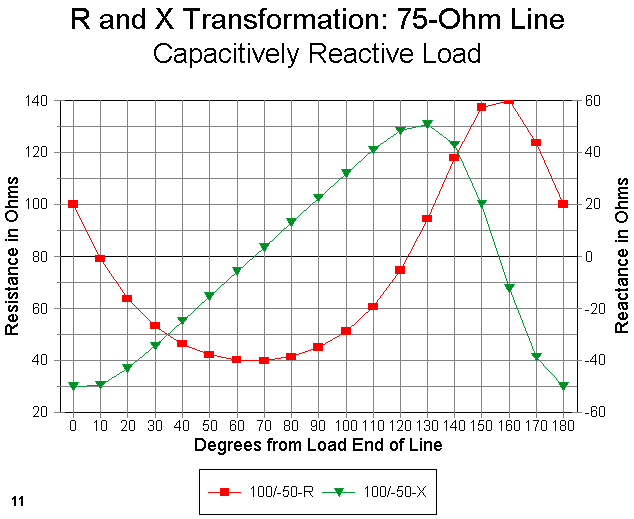 R and X Transformation: 75-Ohm Line
Capacitively Reactive Load
140
120
100
80
60
40
20
Resistance in Ohms
60
40
20
0
-20
-40
-60
Reactance in Ohms
0 10 20 30 40 50 60 70 80 90 100 110 120 130 140 150 160 170 180
Degrees from Load End of Line
100/-50-R 100/-50-X
11